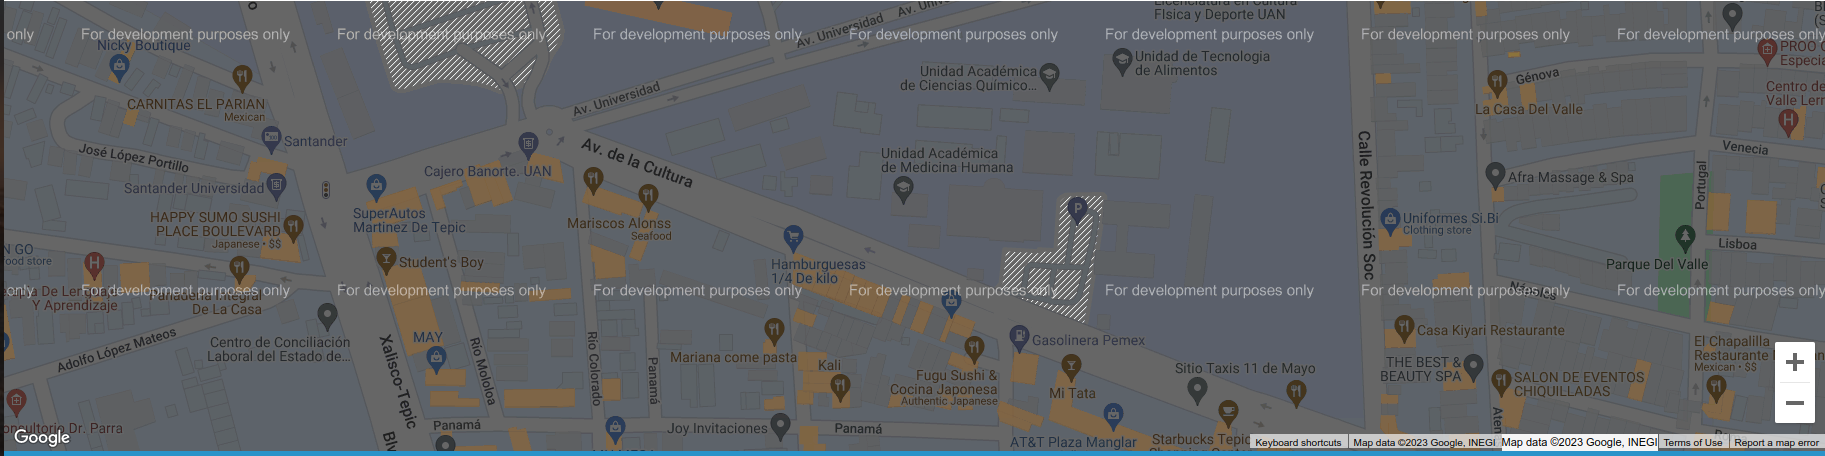 Licenciatura en Cultura
Física y Deporte UAN
Av. Universidad
Av. Un
only
For development purposes only
For development purposes only
For development purposes only
For development purposes only
For development purposes only
For development purposes only
For development purposes only
Nicky Boutique
PROO
Especia
Unidad de Tecnología
de Alimentos
Unidad Académica
de Ciencias Químico...
Génova
Centro de
Valle Ler
CARNITAS EL PARIAN
Mexican
Av. Universidad
La Casa Del Valle
Santander
José López Portillo
Cajero Banorte. UAN
Av. de la Cultura
Unidad Académica
de Medicina Humana
Calle Revolución Soc
Venecia
Portugal
Afra Massage & Spa
Santander Universidad
HAPPY SUMO SUSHI
PLACE BOULEVARD
Japanese • $$
SuperAutos
Martinez De Tepic
Mariscos Alonss
Seafood
P
Uniformes Si.Bi
Clothing store
Lisboa
N GO
ood store
H
H
Student's Boy
Hamburguesas
1/4 De kilo
Parque Del Valle
only
For development purposes only
For development purposes only
For development purposes only
For development purposes only
For development purposes only
For development purposes only
For development purposes only
Nápoles
Y Aprendizaje
Panadería Integral
De La Casa
Adolfo López Mateos
Centro de Conciliación
Laboral del Estado de...
Xalisco-Tepic
Blv
MAY
Río Mololoa
Río Colorado
Panamá
Mariana come pasta
Kali
Gasolinera Pemex
Fugu Sushi &
Cocina Japonesa
Authentic Japanese
Mi Tata
Sitio Taxis 11 de Mayo
Casa Kiyari Restaurante
THE BEST &
BEAUTY SPA
SALON DE EVENTOS
CHIQUILLADAS
El Chapalilla
Restaurante
Mexican • $$
Aten
onsultorio Dr. Parra
Panamá
Joy Invitaciones
Panamá
AT&T Plaza Manglar
Starbucks Tepic
Google
Keyboard shortcuts
Map data ©2023 Google, INEGI
Map data ©2023 Google, INEGI
Terms of Use
Report a map error